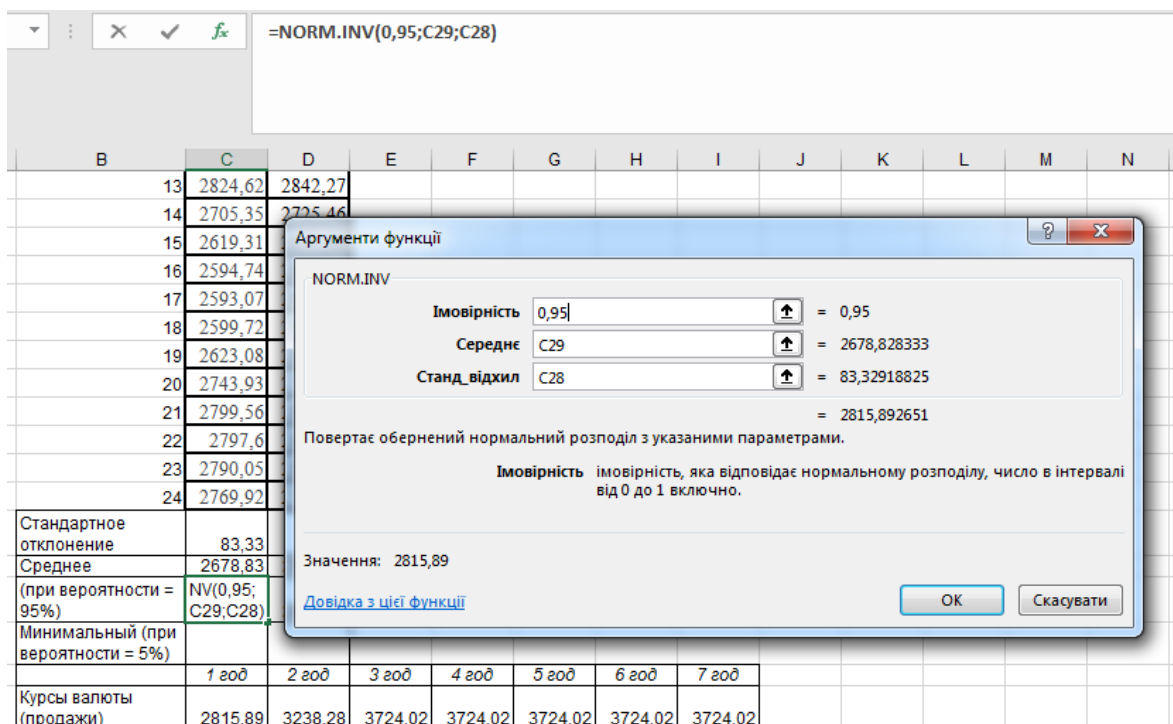 fx =NORM.INV(0,95;C29;C28)
B C D E F G H I J K L M N
13 2824,62 2842,27
14 2705,35 2725,46
15 2619,31
16 2594,74
17 2593,07
18 2599,72
19 2623,08
20 2743,93
21 2799,56
22 2797,6
23 2790,05
24 2769,92
Стандартное
отклонение 83,33
Среднее 2678,83
(при вероятности = NV(0,95;
95%) C29;C28)
Минимальный (при
вероятности = 5%)
1 год 2 год 3 год 4 год 5 год 6 год 7 год
Курсы валюты
(продажи) 2815,89 3238,28 3724,02 3724,02 3724,02 3724,02 3724,02
Аргументи функції
?
NORM.INV
Імовірність 0,95 = 0,95
Середнє C29 = 2678,828333
Станд_відхил C28 = 83,32918825
= 2815,892651
Повертає обернений нормальний розподіл з указаними параметрами.
Імовірність імовірність, яка відповідає нормальному розподілу, число в інтервалі
від 0 до 1 включно.
Значення: 2815,89
Довідка з цієї функції
OK Скасувати